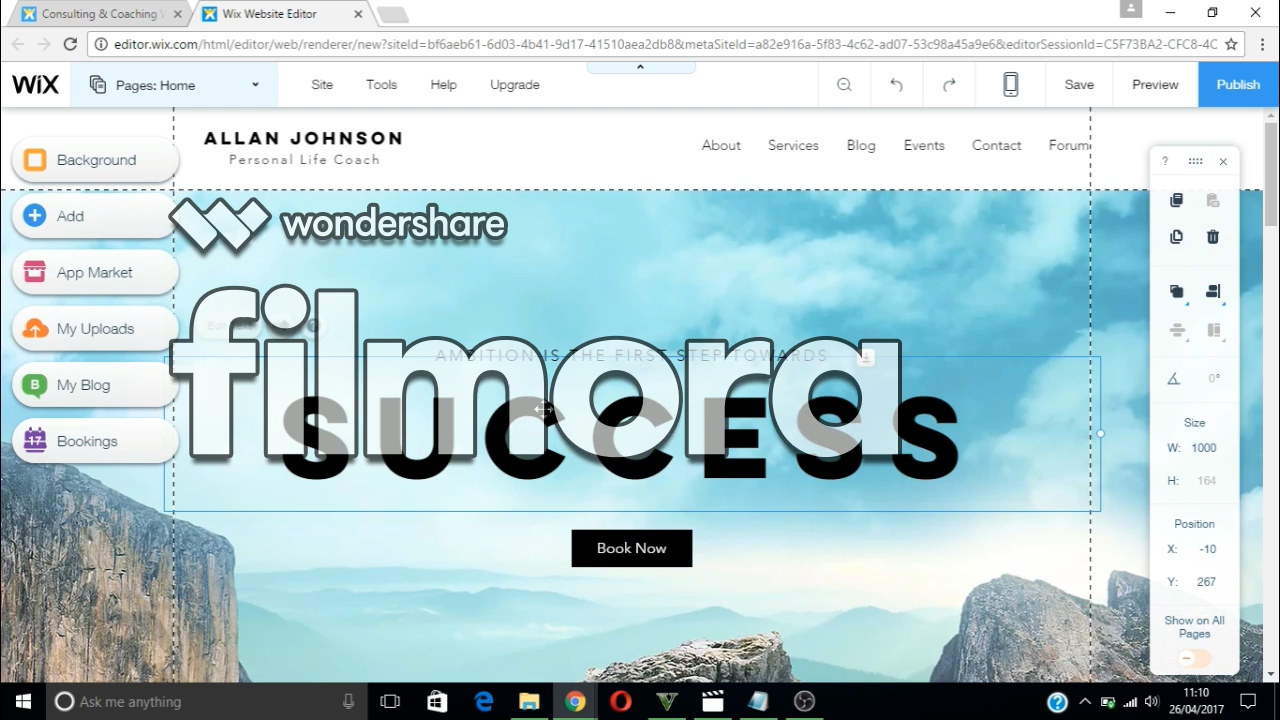 Consulting & Coaching W
Wix Website Editor
editor.wix.com/html/editor/web/renderer/new?siteId=bf6aeb61-6d03-4b41-9d17-41510aea2db8&metaSiteId=a82e916a-5f83-4c62-ad07-53c98a45a9e6&editorSessionId=C5F73BA2-CFC8-4C
WiX
Pages: Home
Site
Tools
Help
Upgrade
Save
Preview
Publish
ALLAN JOHNSON
Personal Life Coach
About
Services
Blog
Events
Contact
Forum
Background
Add
App Market
My Uploads
My Blog
Bookings
wondershare
filmora
AMBITION IS THE FIRST STEP TOWARDS
SUCCESS
Book Now
?
0°
Size
W: 1000
H: 164
Position
X: -10
Y: 267
Show on All
Pages
Ask me anything
11:10
26/04/2017